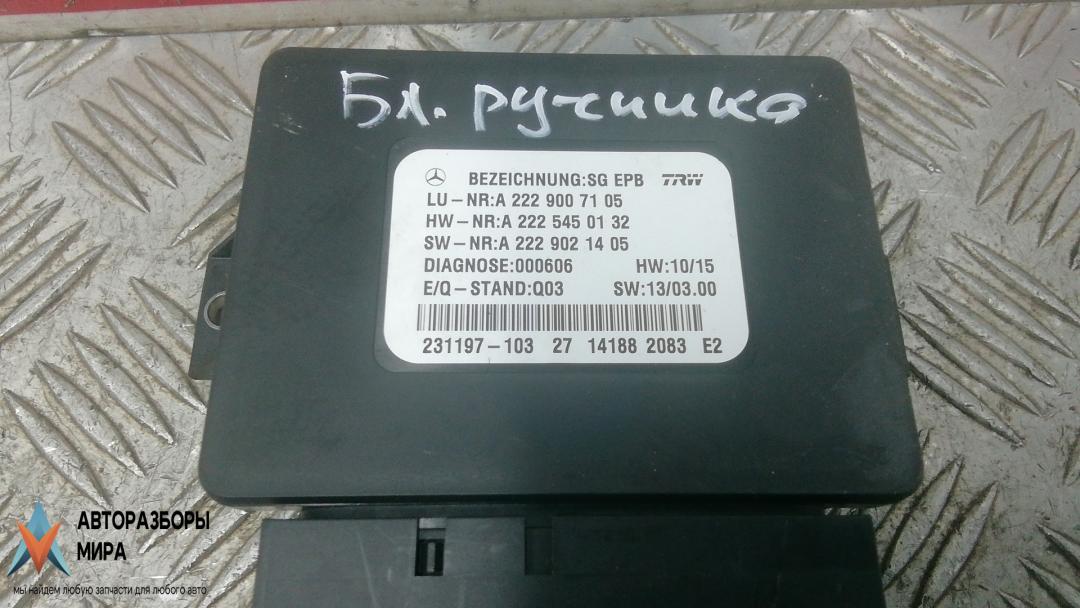 Бл. ручника
BEZEICHNUNG:SG EPB TRW
LU-NR:A 222 900 71 05
HW-NR:A 222 545 01 32
SW-NR:A 222 902 14 05
DIAGNOSE:000606 HW:10/15
E/Q-STAND:Q03 SW:13/03.00
231197-103 27 14188 2083 E2
АВТОРАЗБОРЫ
МИРА
мы найдем любую запчасти для любого авто